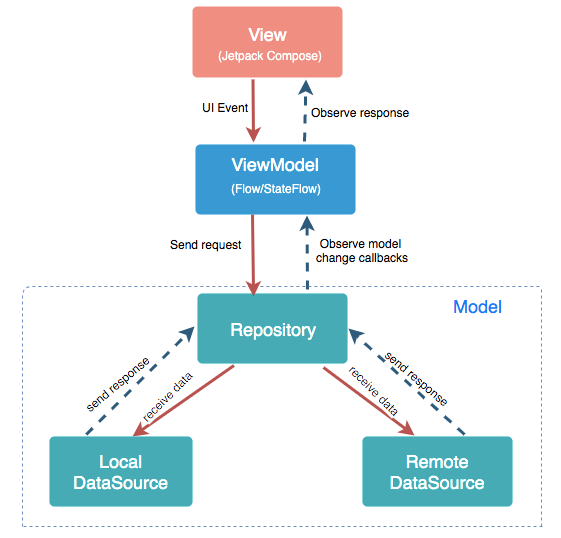 View
(Jetpack Compose)
UI Event
Observe response
ViewModel
(Flow/StateFlow)
Send request
Observe model
change callbacks
Model
Repository
send response
receive data
receive data
send response
Local
DataSource
Remote
DataSource